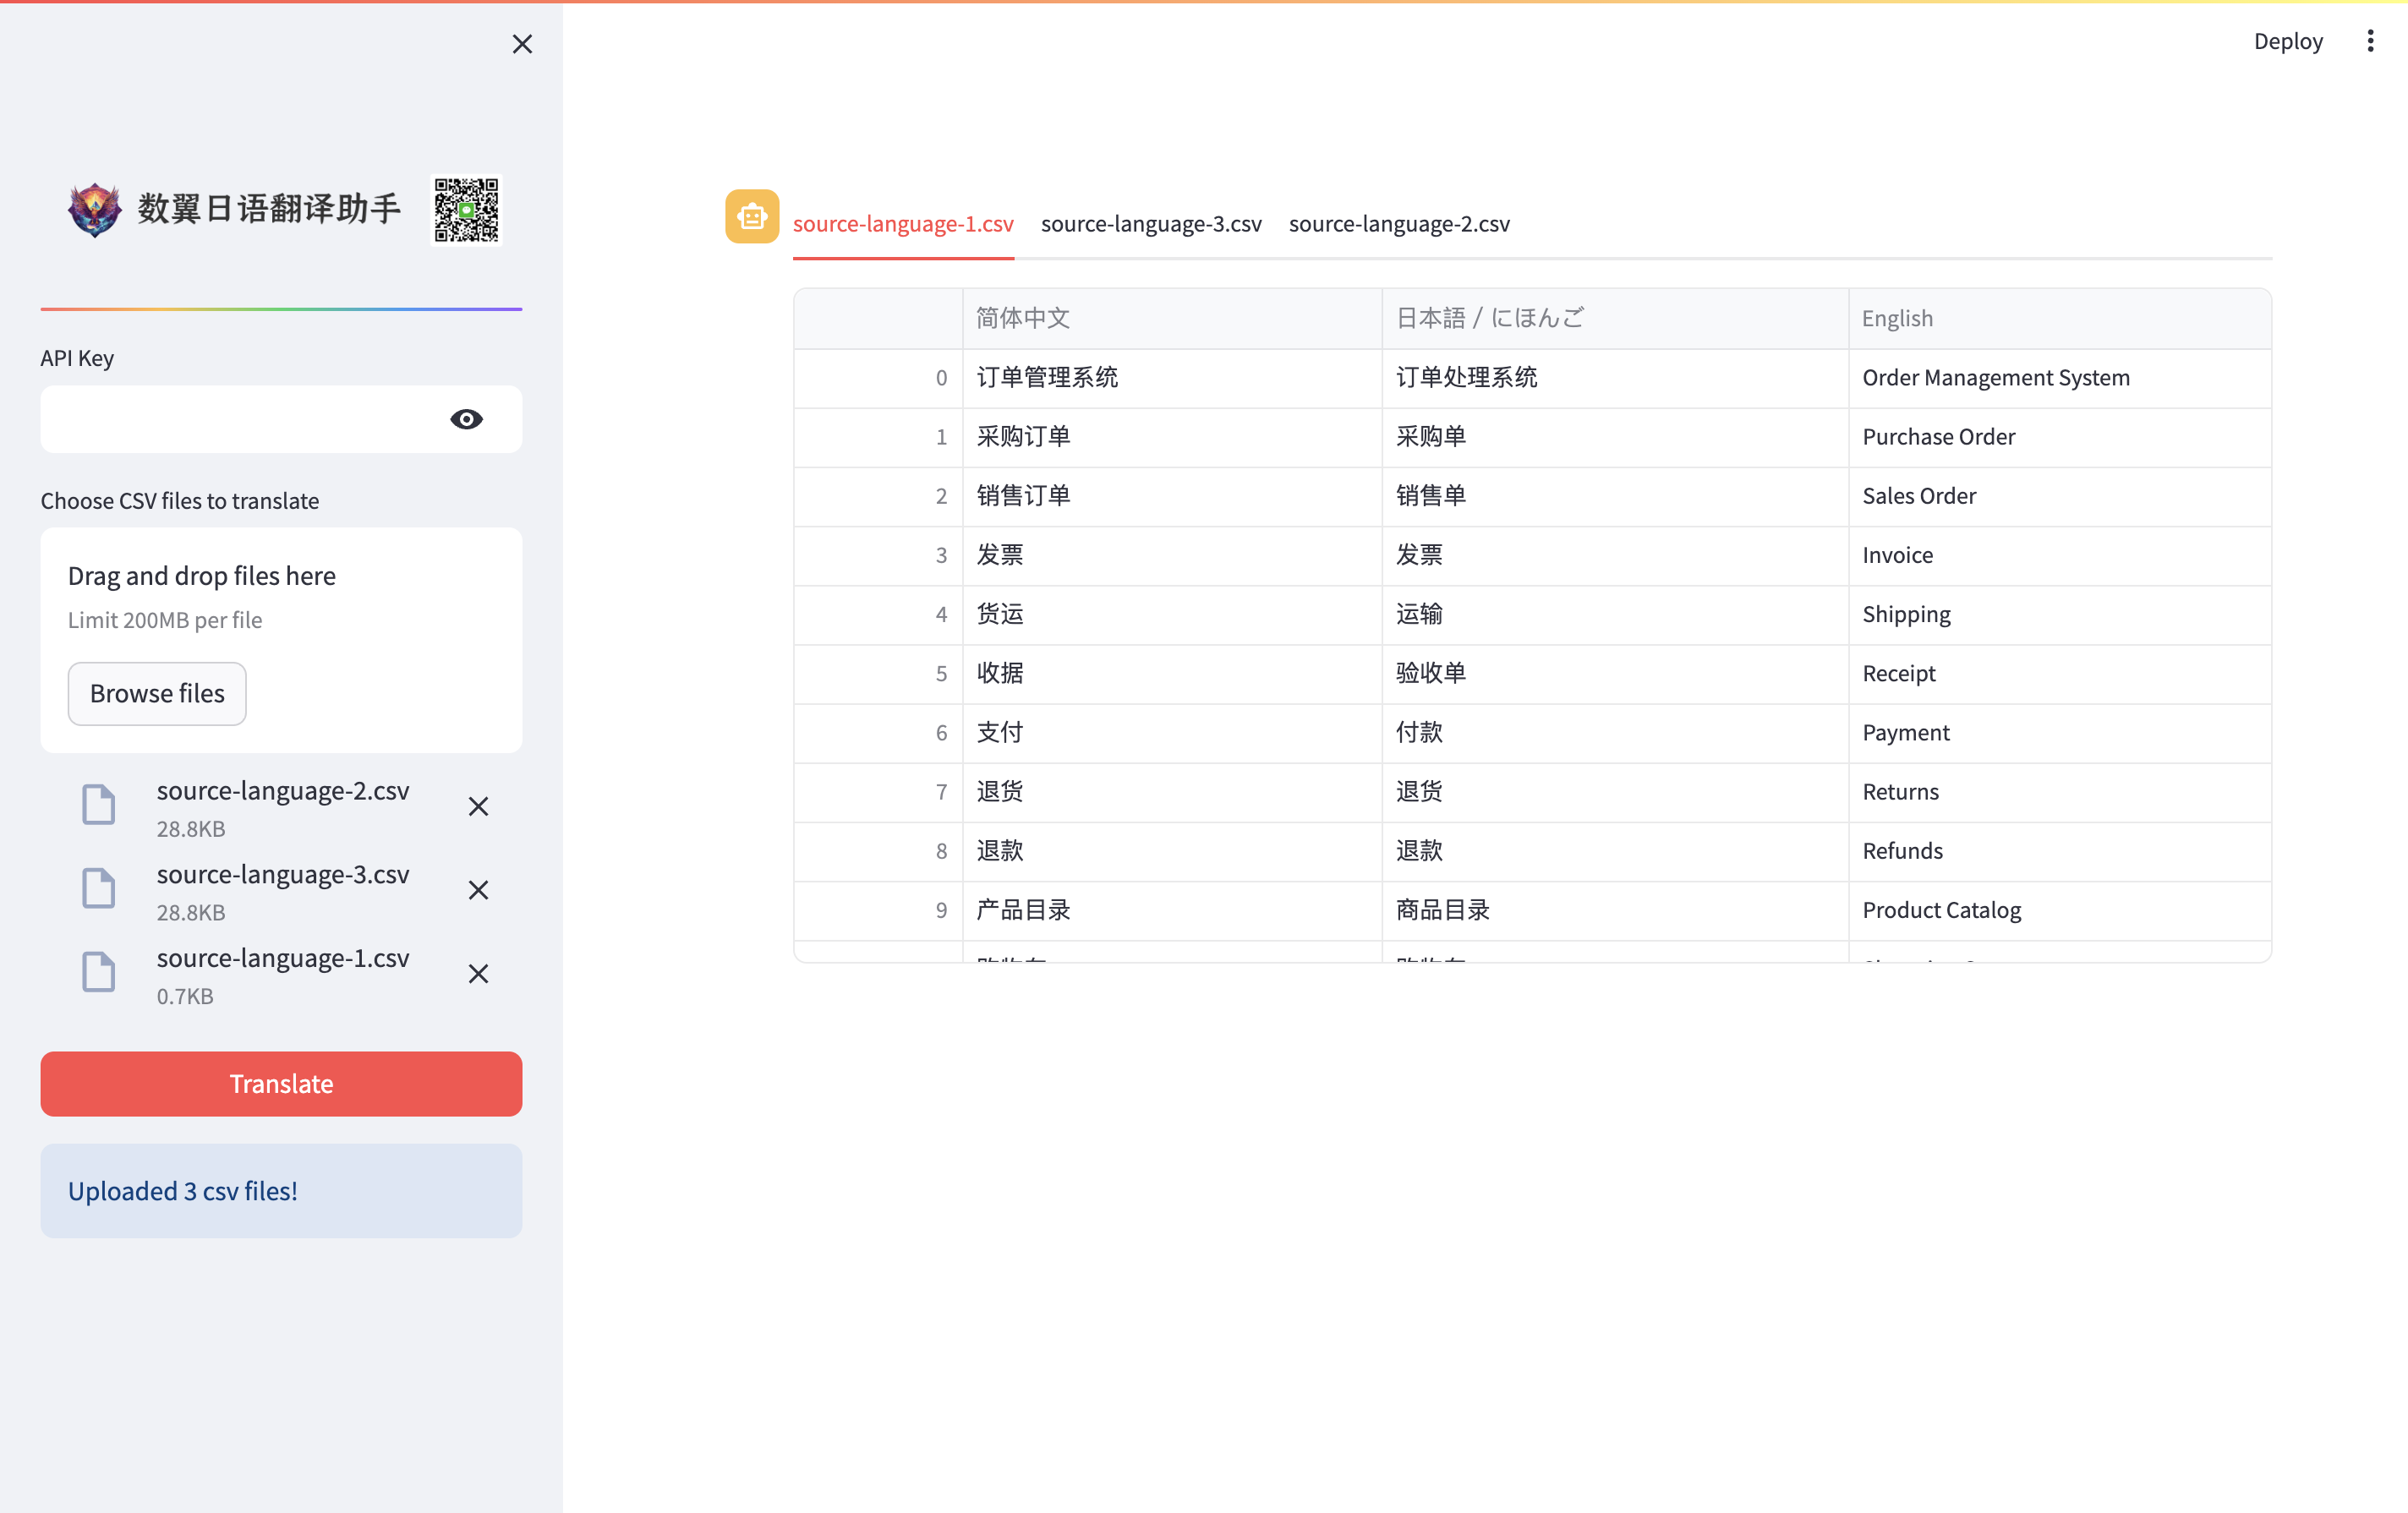 Deploy
数翼日语翻译助手
API Key
Choose CSV files to translate
Drag and drop files here
Limit 200MB per file
Browse files
source-language-2.csv
28.8KB
source-language-3.csv
28.8KB
source-language-1.csv
0.7KB
Translate
Uploaded 3 csv files!
source-language-1.csv source-language-3.csv source-language-2.csv
简体中文 日本語 / にほんご English
0 订单管理系统 订单处理系统 Order Management System
1 采购订单 采购单 Purchase Order
2 销售订单 销售单 Sales Order
3 发票 发票 Invoice
4 货运 运输 Shipping
5 收据 验收单 Receipt
6 支付 付款 Payment
7 退货 退货 Returns
8 退款 退款 Refunds
9 产品目录 商品目录 Product Catalog